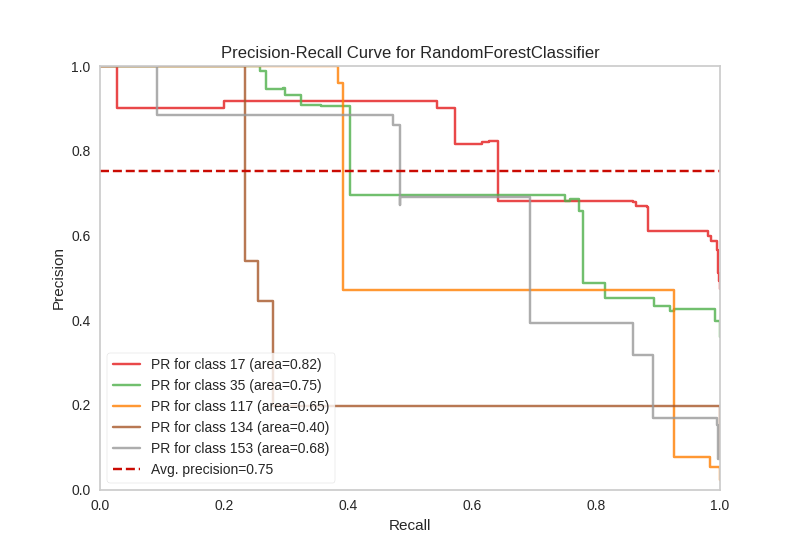 Precision-Recall Curve for RandomForestClassifier
1.0
0.8
0.6
0.4
0.2
0.0
Precision
PR for class 17 (area=0.82)
PR for class 35 (area=0.75)
PR for class 117 (area=0.65)
PR for class 134 (area=0.40)
PR for class 153 (area=0.68)
Avg. precision=0.75
0.0 0.2 0.4 0.6 0.8 1.0
Recall